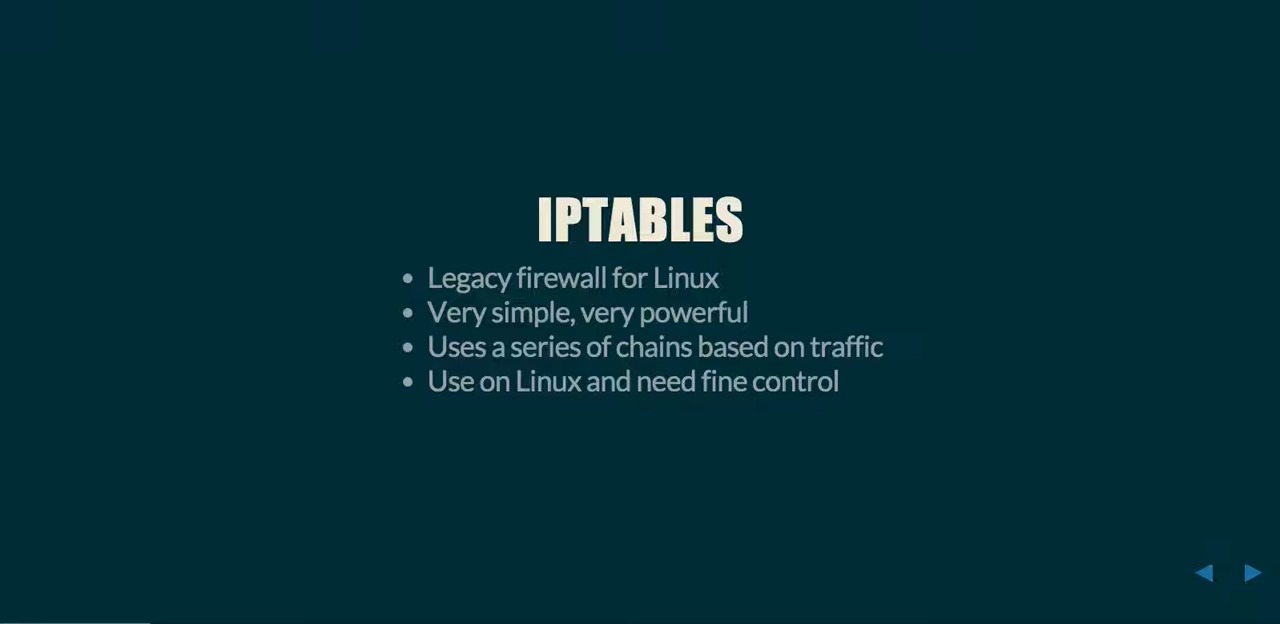 IPTABLES
Legacy firewall for Linux
Very simple, very powerful
Uses a series of chains based on traffic
Use on Linux and need fine control